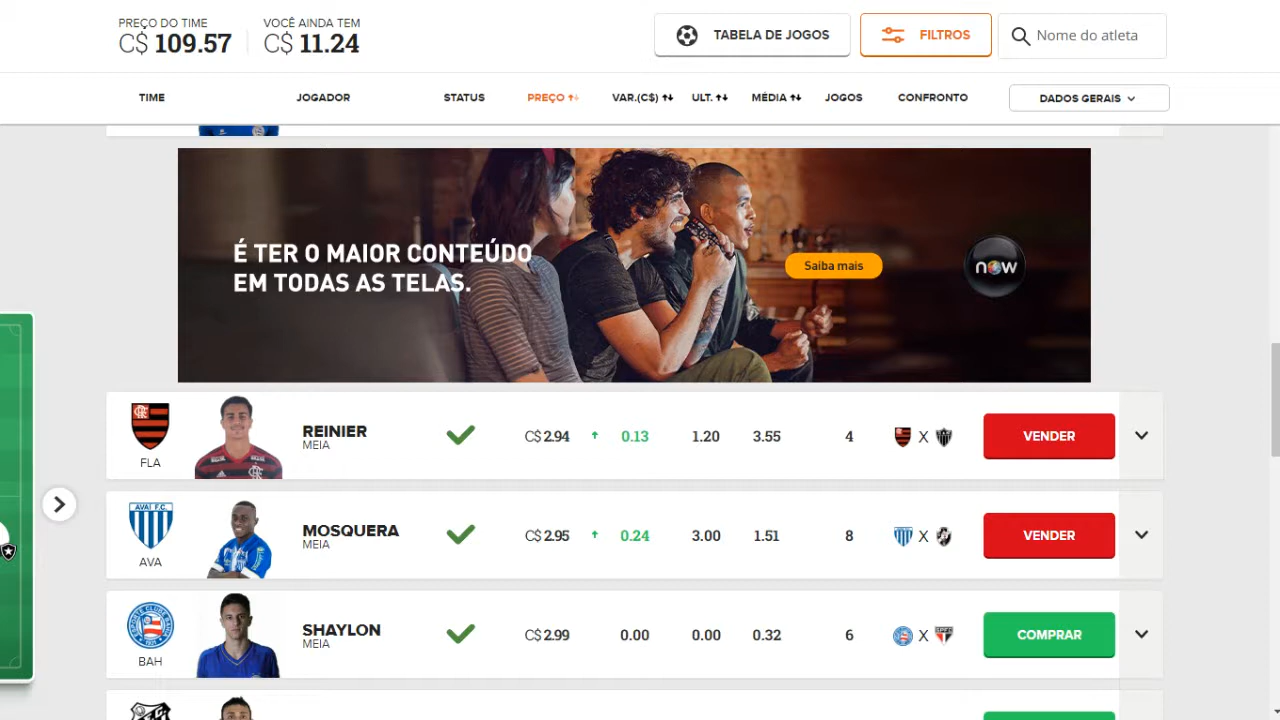 PREÇO DO TIME
C$ 109.57
VOCÊ AINDA TEM
C$ 11.24
TABELA DE JOGOS
FILTROS
Nome do atleta
TIME JOGADOR STATUS PREÇO VAR.(C$) ULT. MÉDIA JOGOS CONFRONTO DADOS GERAIS
É TER O MAIOR CONTEÚDO
EM TODAS AS TELAS.
Saiba mais
now
FLA
REINIER
MEIA
C$ 2.94 0.13 1.20 3.55 4 X VENDER
AVAÍ F.C.
AVA
MOSQUERA
MEIA
C$ 2.95 0.24 3.00 1.51 8 X VENDER
ESPORTE CLUBE BAHIA
BAH
SHAYLON
MEIA
C$ 2.99 0.00 0.00 0.32 6 X COMPRAR